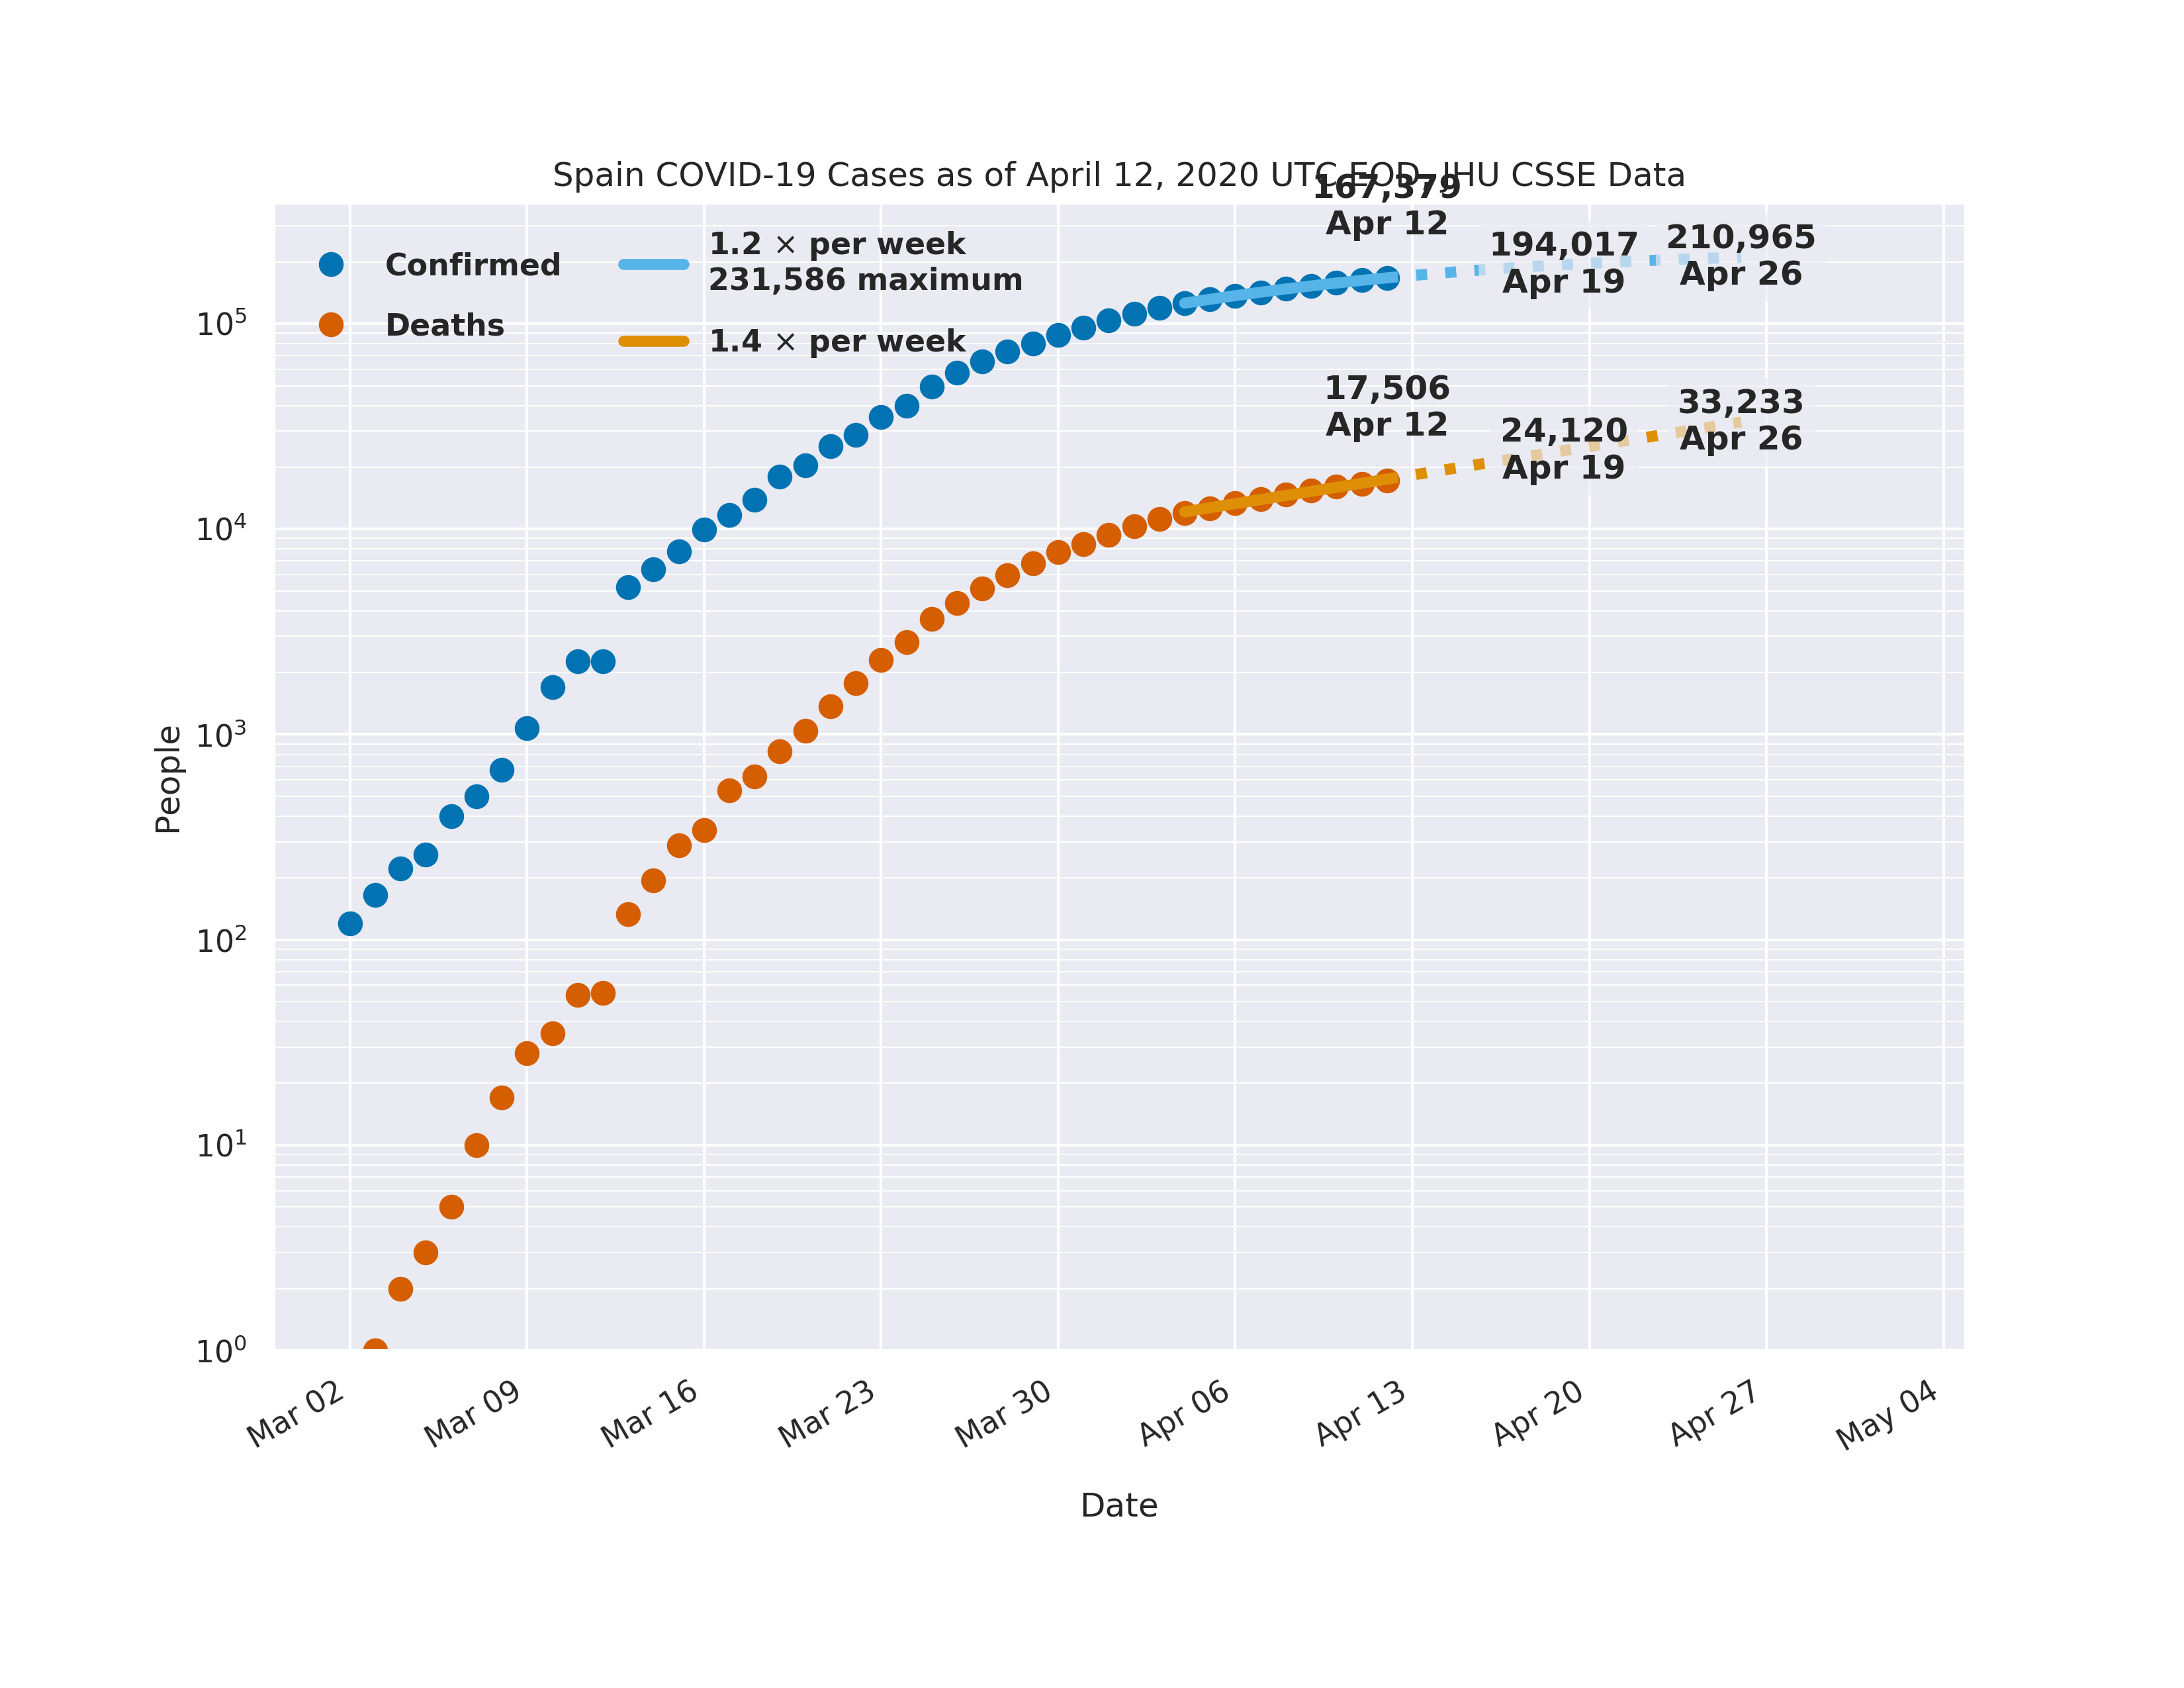 Spain COVID-19 Cases as of April 12, 2020 UTC EOD, JHU CSSE Data
167,379
Apr 12
194,017
Apr 19
210,965
Apr 26
Confirmed
Deaths
1.2 × per week
231,586 maximum
1.4 × per week
17,506
Apr 12
24,120
Apr 19
33,233
Apr 26
People
10⁵
10⁴
10³
10²
10¹
10⁰
Mar 02
Mar 09
Mar 16
Mar 23
Mar 30
Apr 06
Apr 13
Apr 20
Apr 27
May 04
Date